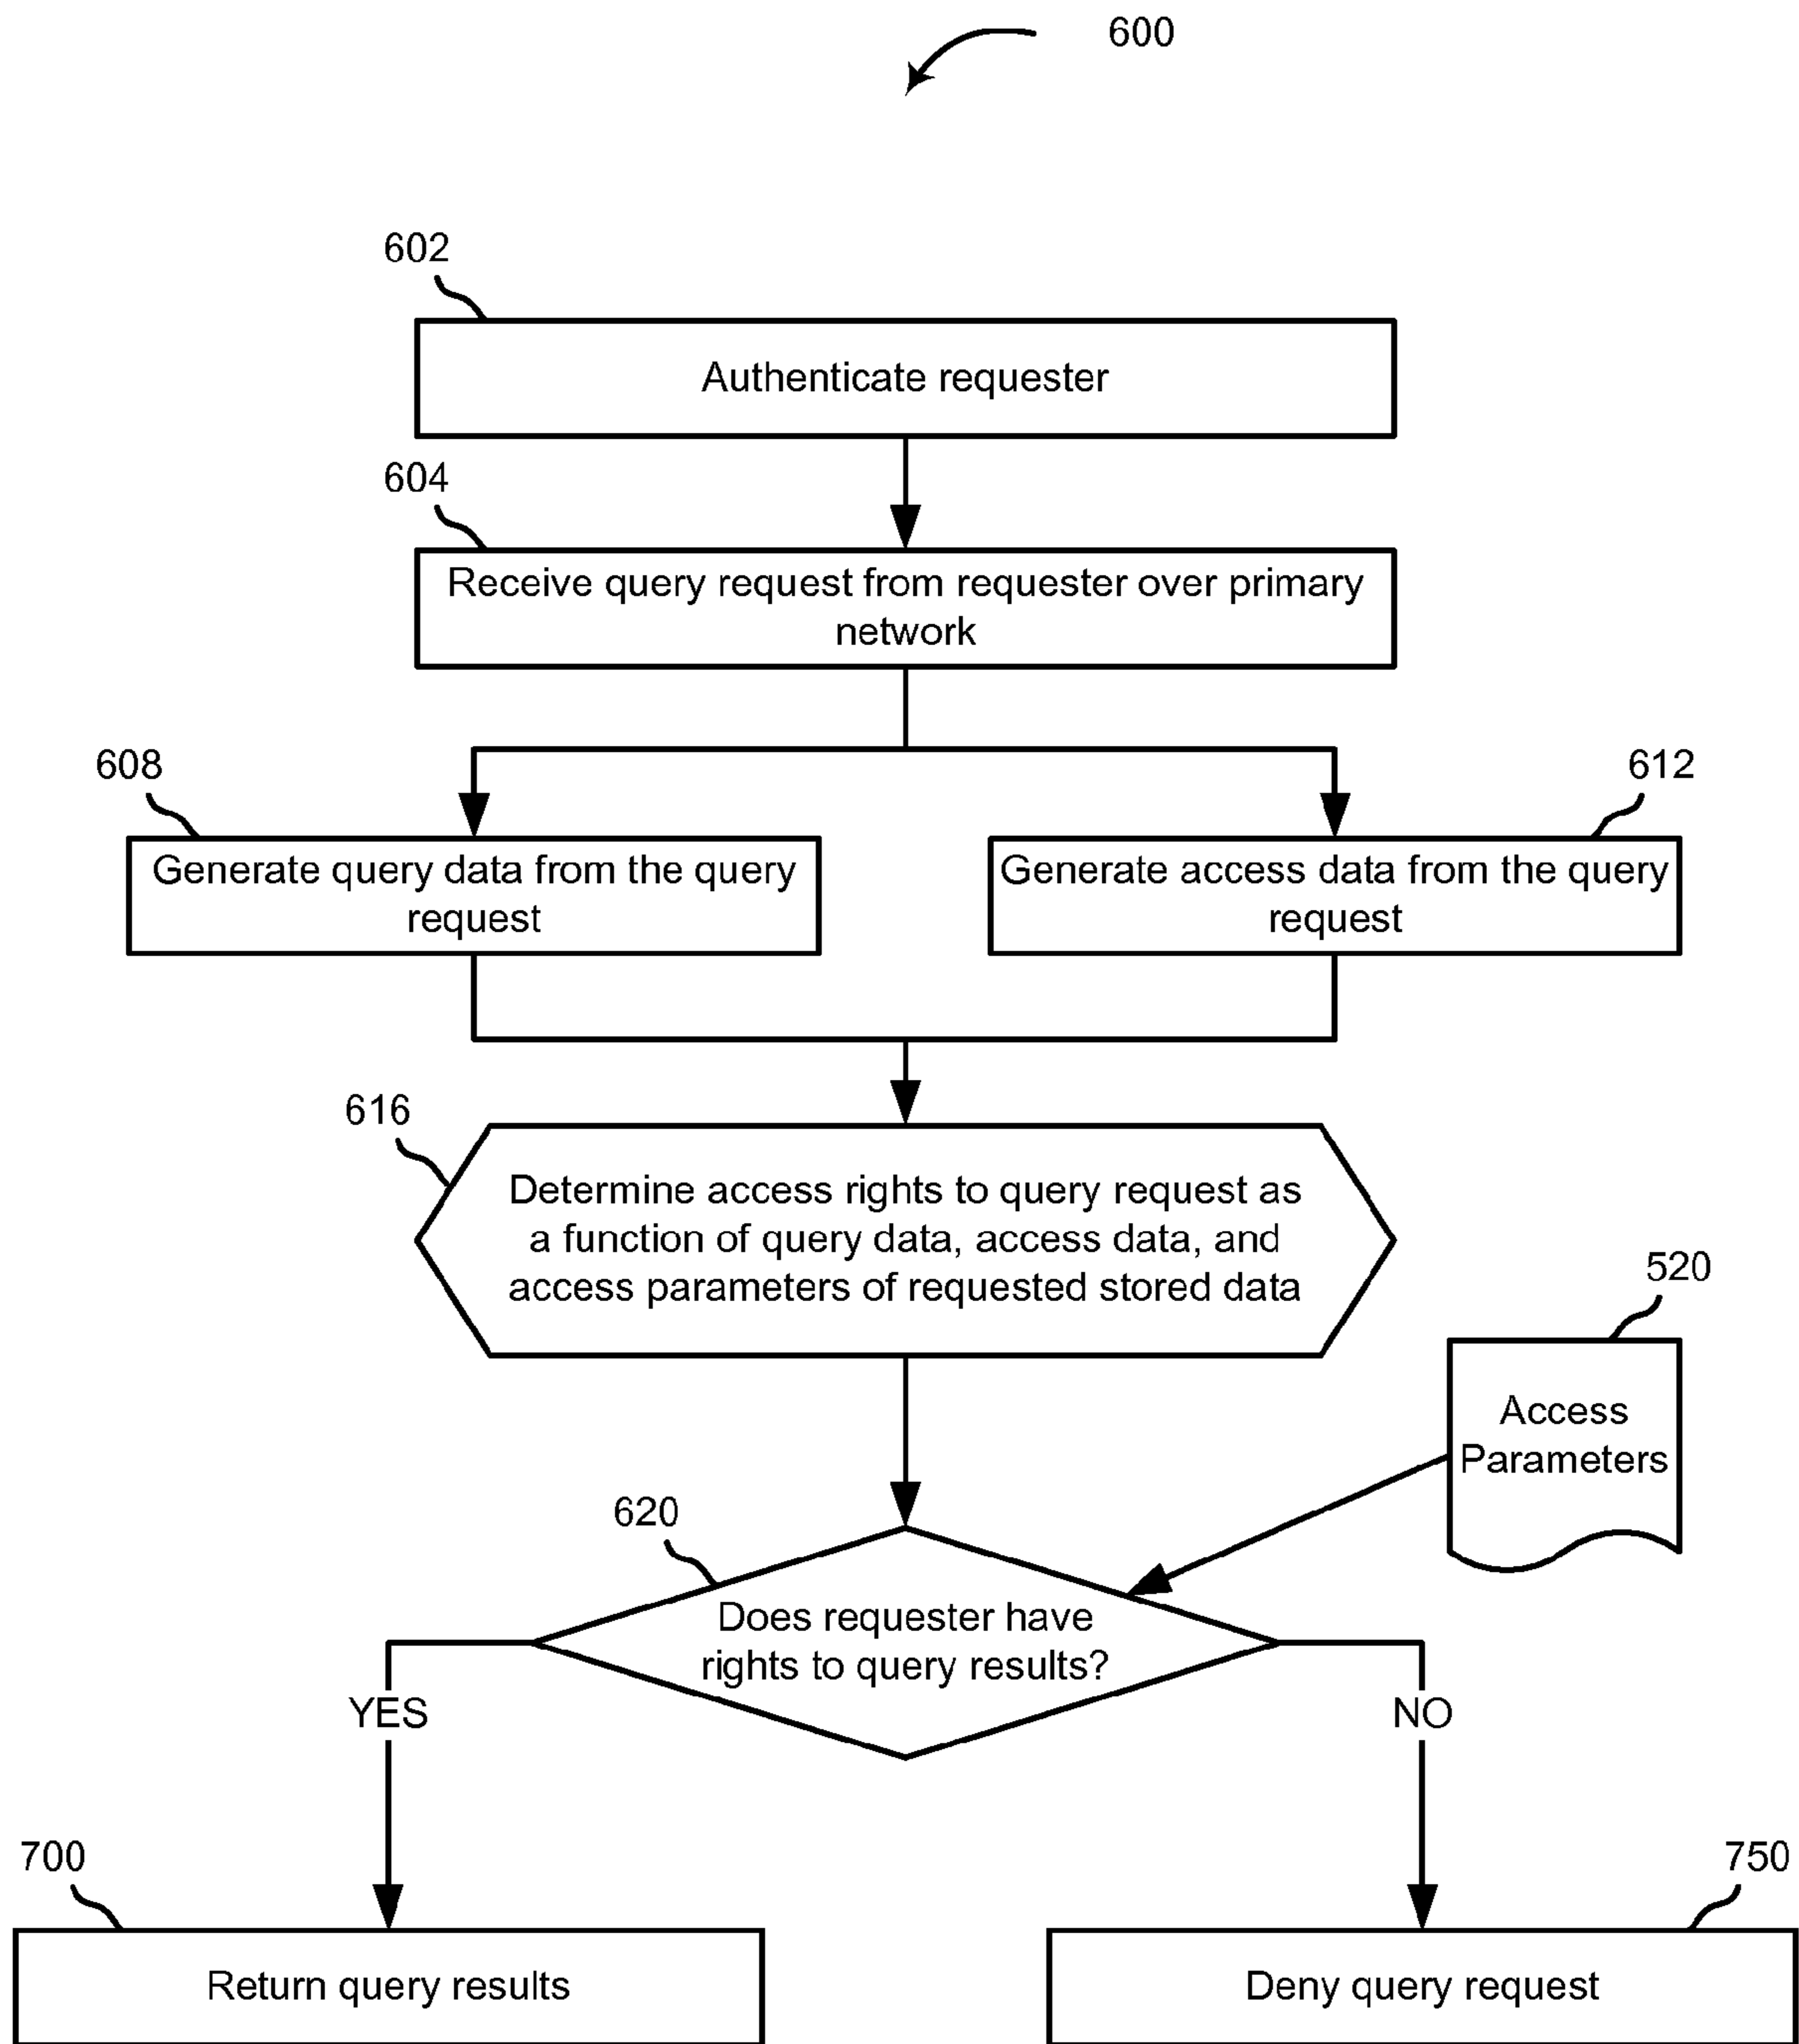 600
602
Authenticate requester
604
Receive query request from requester over primary
network
608
612
Generate query data from the query
request
Generate access data from the query
request
616
Determine access rights to query request as
a function of query data, access data, and
access parameters of requested stored data
520
Access
Parameters
620
Does requester have
rights to query results?
YES
NO
700
750
Return query results
Deny query request